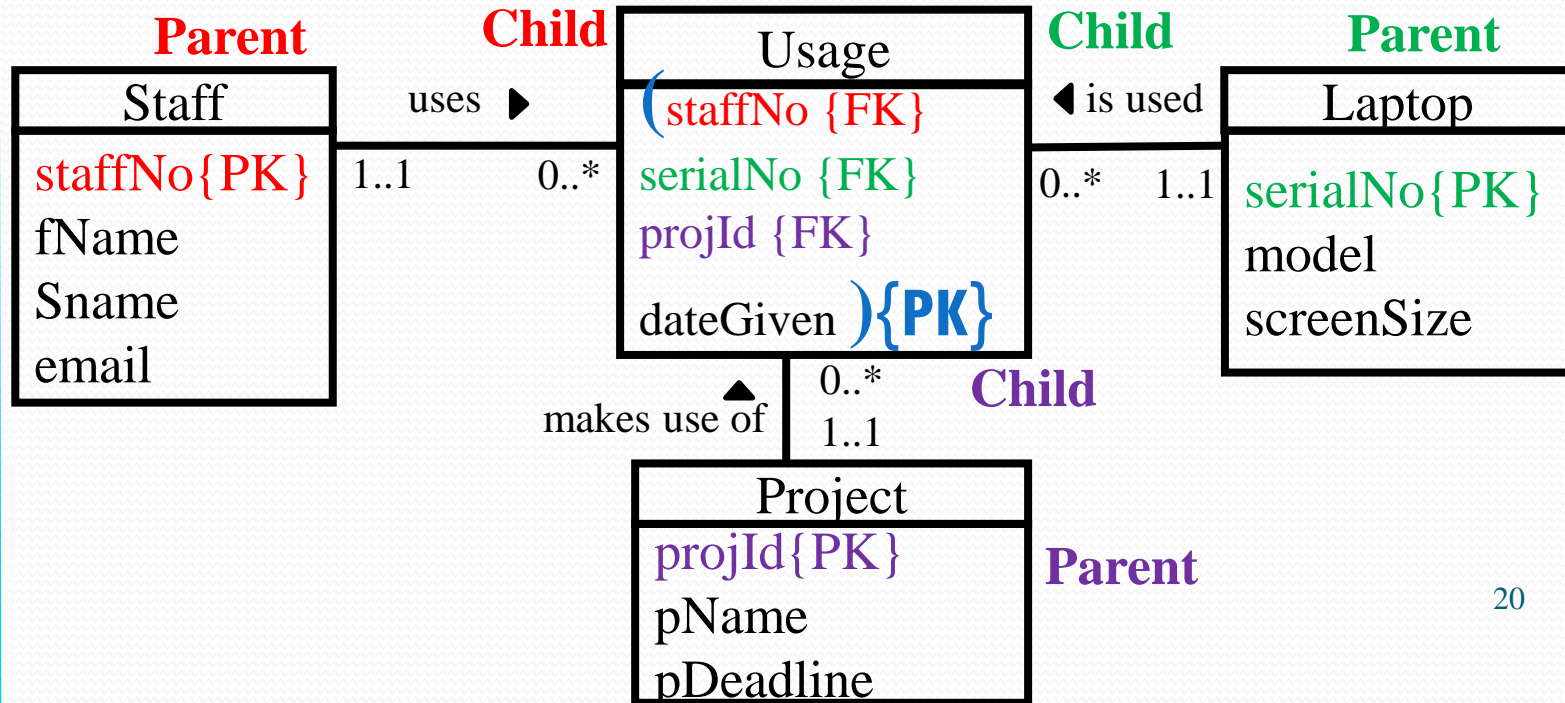 Parent
Child
Usage
Child
Parent
Staff
uses
(staffNo {FK}
is used
Laptop
staffNo{PK}
1..1
0..*
serialNo {FK}
0..*
1..1
serialNo{PK}
fName
projId {FK}
model
Sname
dateGiven ){PK}
screenSize
email
0..*
Child
makes use of
1..1
Project
projId{PK}
Parent
pName
20
pDeadline